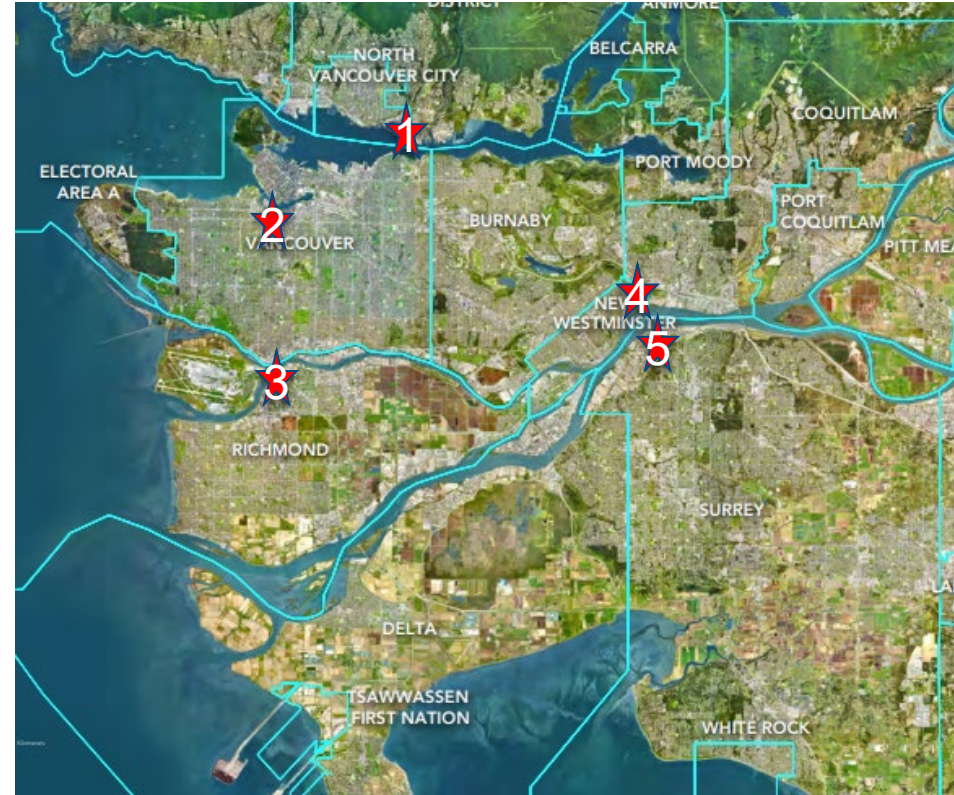 DISTRICT
ANMORE
NORTH
VANCOUVER CITY
BELCARRA
COQUITLAM
1
PORT MOODY
ELECTORAL
AREA A
PORT
COQUITLAM
BURNABY
2
VANCOUVER
PITT MEA
4
NEW
WESTMINSTER
5
3
RICHMOND
SURREY
LA
DELTA
TSAWWASSEN
FIRST NATION
WHITE ROCK